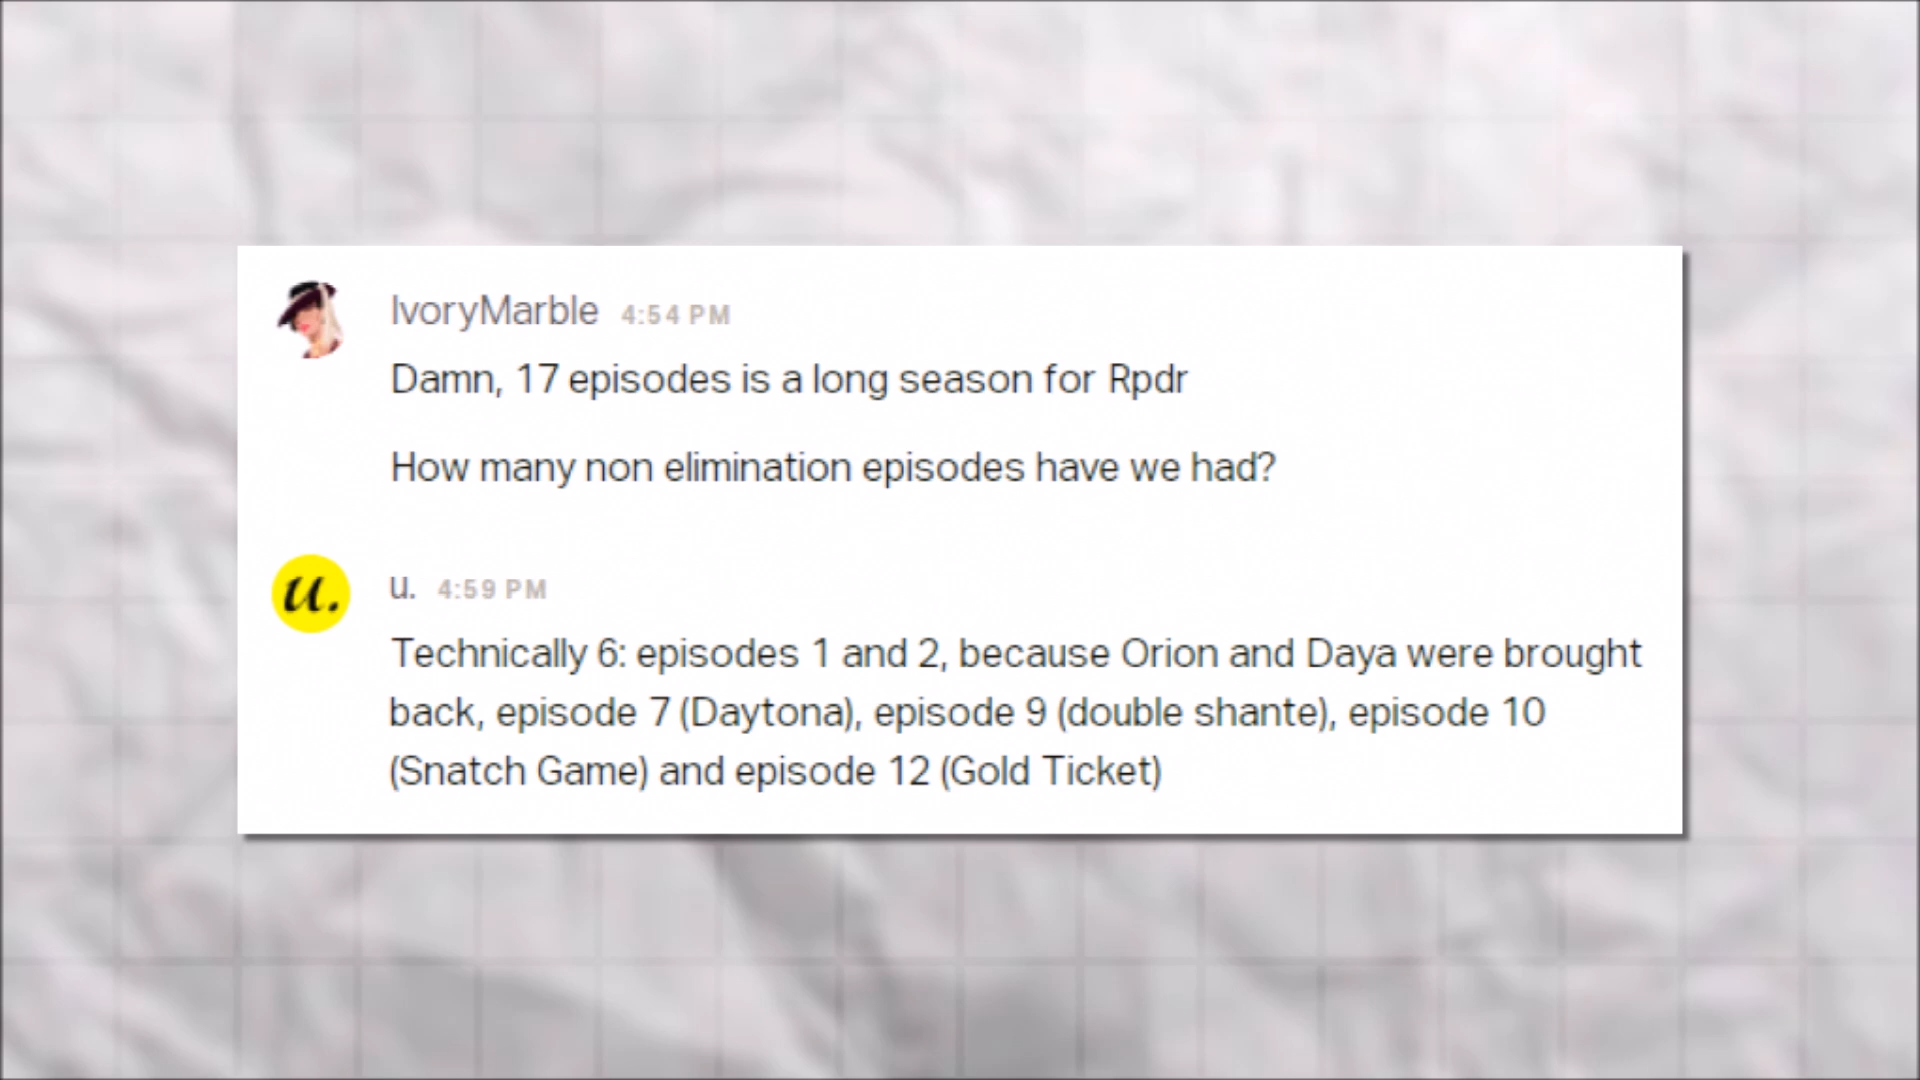 IvoryMarble 4:54 PM
Damn, 17 episodes is a long season for Rpdr
How many non elimination episodes have we had?
u.
u. 4:59 PM
Technically 6: episodes 1 and 2, because Orion and Daya were brought
back, episode 7 (Daytona), episode 9 (double shante), episode 10
(Snatch Game) and episode 12 (Gold Ticket)